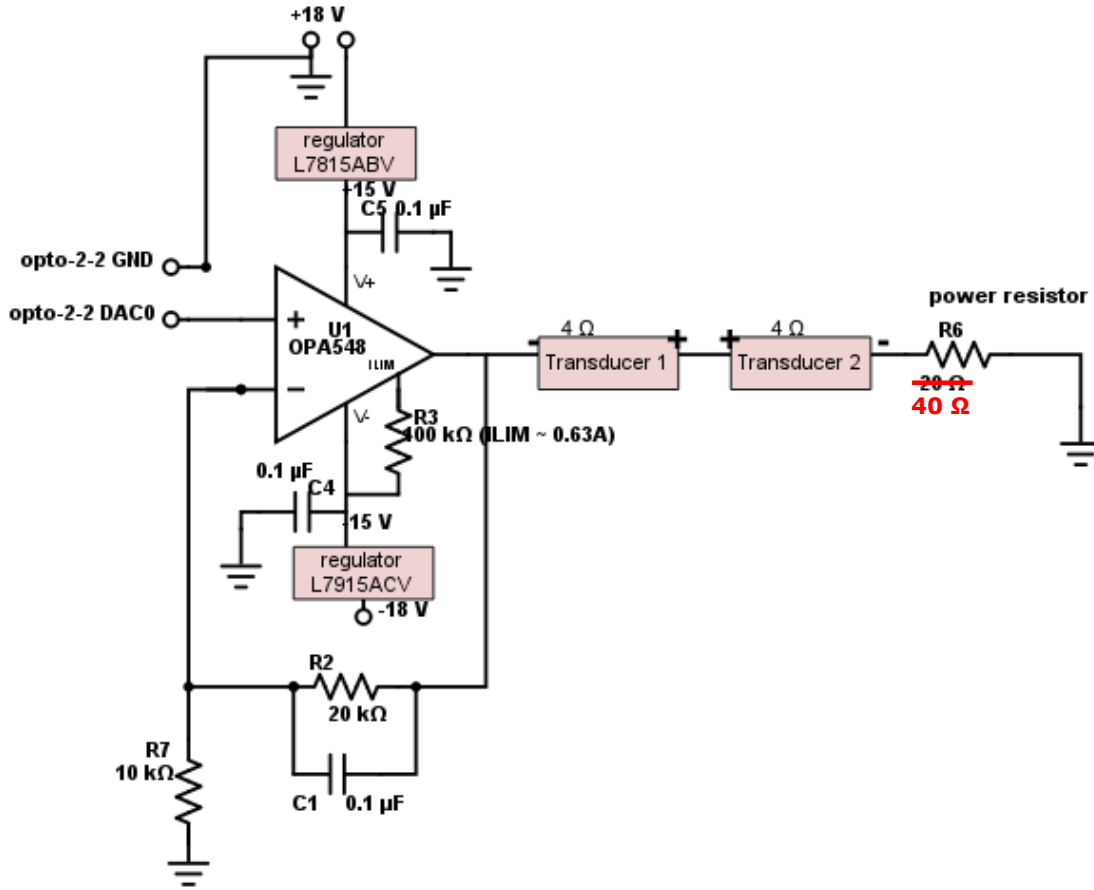 +18 V
regulator
L7815ABV
+15 V
C5 0.1 µF
opto-2-2 GND
V+
opto-2-2 DAC0
+
U1
OPA548
ILIM
−
V-
R3
400 kΩ (ILIM ~ 0.63A)
0.1 µF
C4
-15 V
regulator
L7915ACV
-18 V
4 Ω
-
Transducer 1
+
4 Ω
+
Transducer 2
-
power resistor
R6
20 Ω
40 Ω
R2
20 kΩ
R7
10 kΩ
C1
0.1 µF